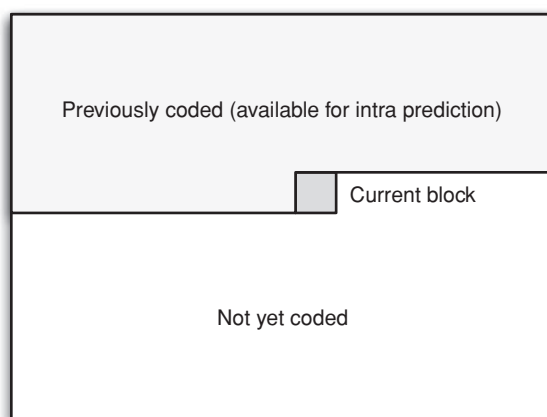 Previously coded (available for intra prediction)
Current block
Not yet coded